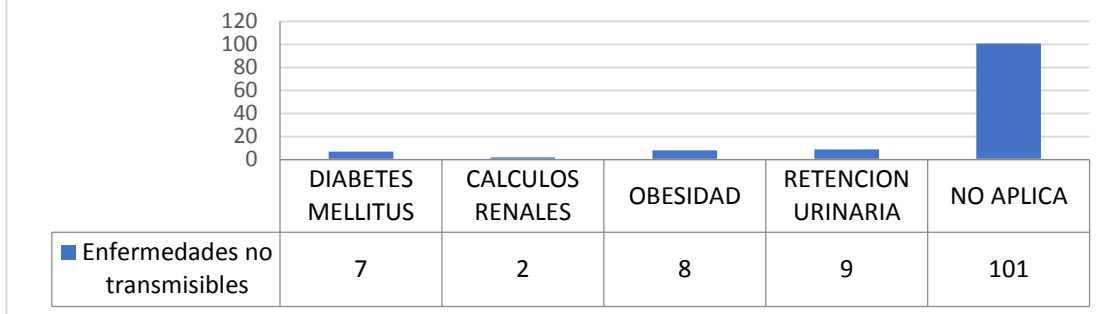 120
100
80
60
40
20
0
DIABETES
MELLITUS
CALCULOS
RENALES
OBESIDAD
RETENCION
URINARIA
NO APLICA
Enfermedades no
transmisibles
7
2
8
9
101